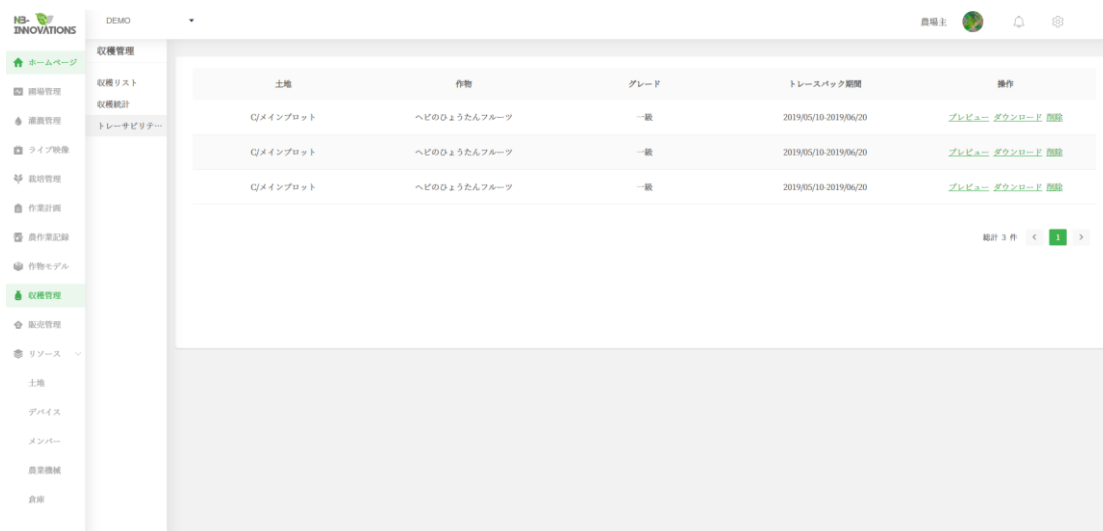 NB-
INNOVATIONS
DEMO
農場主
ホームページ
圃場管理
灌漑管理
ライブ映像
栽培管理
作業計画
農作業記録
作物モデル
収穫管理
販売管理
リソース
土地
デバイス
メンバー
農業機械
倉庫
収穫管理
収穫リスト
収穫統計
トレーサビリテ…
土地 作物 グレード トレースバック期間 操作
C/メインプロット ヘビのひょうたんフルーツ 一級 2019/05/10-2019/06/20 プレビュー ダウンロード 削除
C/メインプロット ヘビのひょうたんフルーツ 一級 2019/05/10-2019/06/20 プレビュー ダウンロード 削除
C/メインプロット ヘビのひょうたんフルーツ 一級 2019/05/10-2019/06/20 プレビュー ダウンロード 削除
総計 3 件 < 1 >